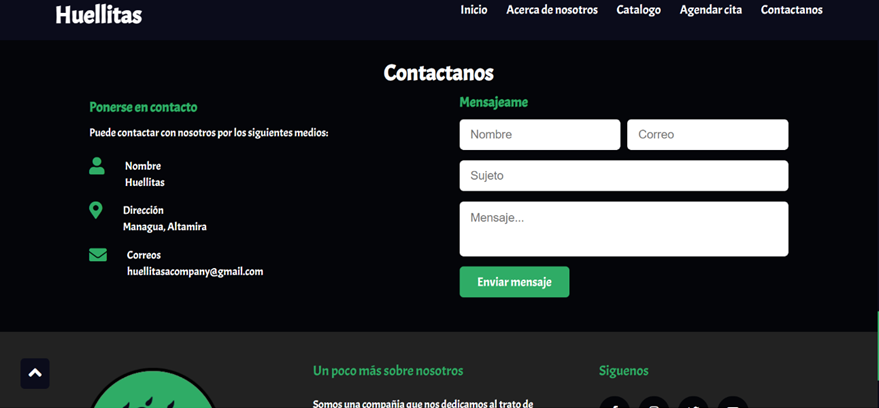 Huellitas
Inicio Acerca de nosotros Catalogo Agendar cita Contactanos
Contactanos
Ponerse en contacto
Puede contactar con nosotros por los siguientes medios:
Nombre
Huellitas
Dirección
Managua, Altamira
Correos
huellitasacompany@gmail.com
Mensajeame
Nombre Correo
Sujeto
Mensaje...
Enviar mensaje
Un poco más sobre nosotros
Somos una compañia que nos dedicamos al trato de
Siguenos